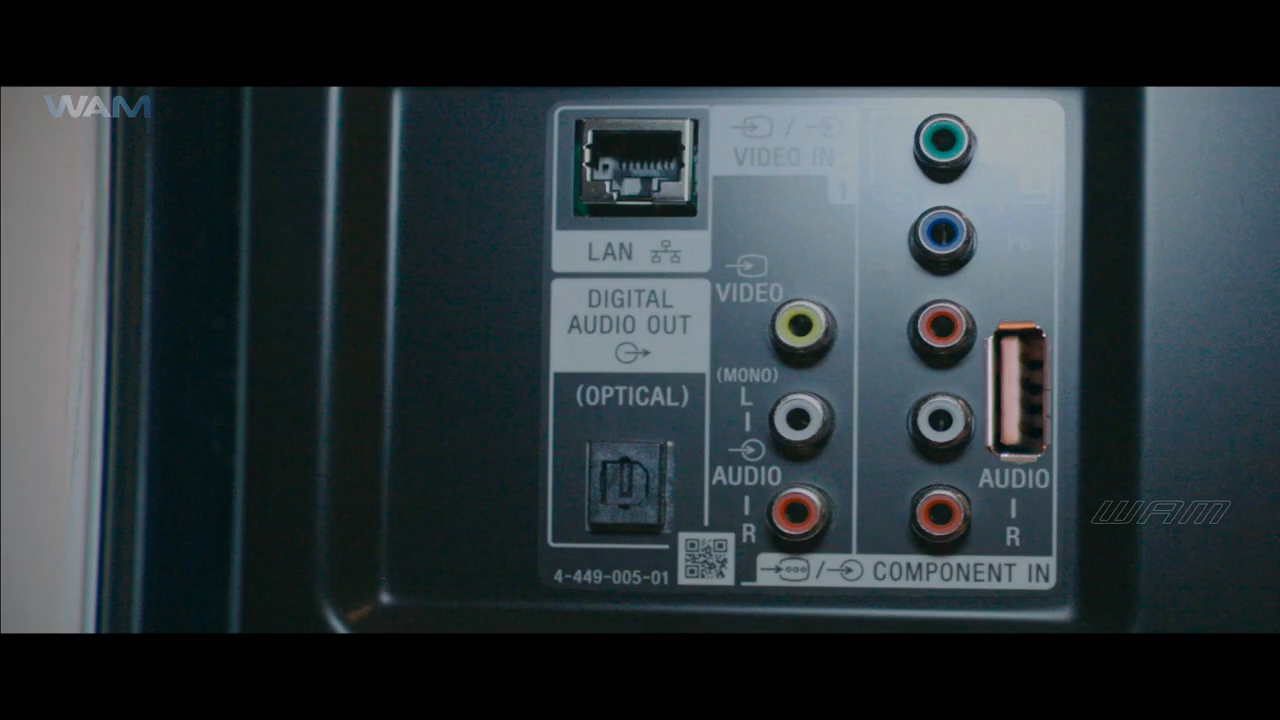 WAM
VIDEO IN
1
LAN
DIGITAL
AUDIO OUT
(OPTICAL)
VIDEO
(MONO)
L
AUDIO
R
AUDIO
R
4-449-005-01
COMPONENT IN
WAM